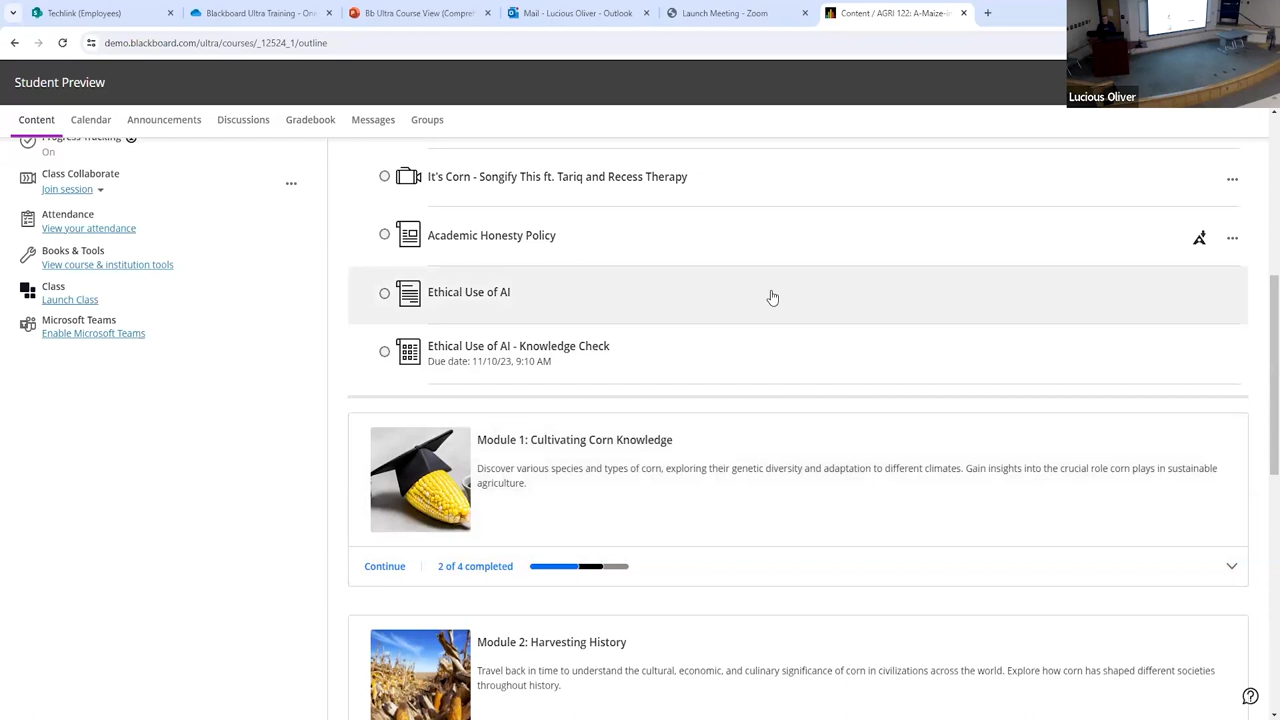 Teams (Employees)
Blackboard Ultra Training - Onel
Bb Ultra Course View (Compreh
Mail - Lucious Oliver - Outlook
Launch Meeting - Zoom
Content / AGRI 122: A-Maize-in
demo.blackboard.com/ultra/courses/_12524_1/outline
Lucious Oliver
Student Preview
Content
Calendar
Announcements
Discussions
Gradebook
Messages
Groups
Progress Tracking
On
Class Collaborate
Join session
Attendance
View your attendance
Books & Tools
View course & institution tools
Class
Launch Class
Microsoft Teams
Enable Microsoft Teams
It's Corn - Songify This ft. Tariq and Recess Therapy
Academic Honesty Policy
Ethical Use of AI
Ethical Use of AI - Knowledge Check
Due date: 11/10/23, 9:10 AM
Module 1: Cultivating Corn Knowledge
Discover various species and types of corn, exploring their genetic diversity and adaptation to different climates. Gain insights into the crucial role corn plays in sustainable
agriculture.
Continue
2 of 4 completed
Module 2: Harvesting History
Travel back in time to understand the cultural, economic, and culinary significance of corn in civilizations across the world. Explore how corn has shaped different societies
throughout history.